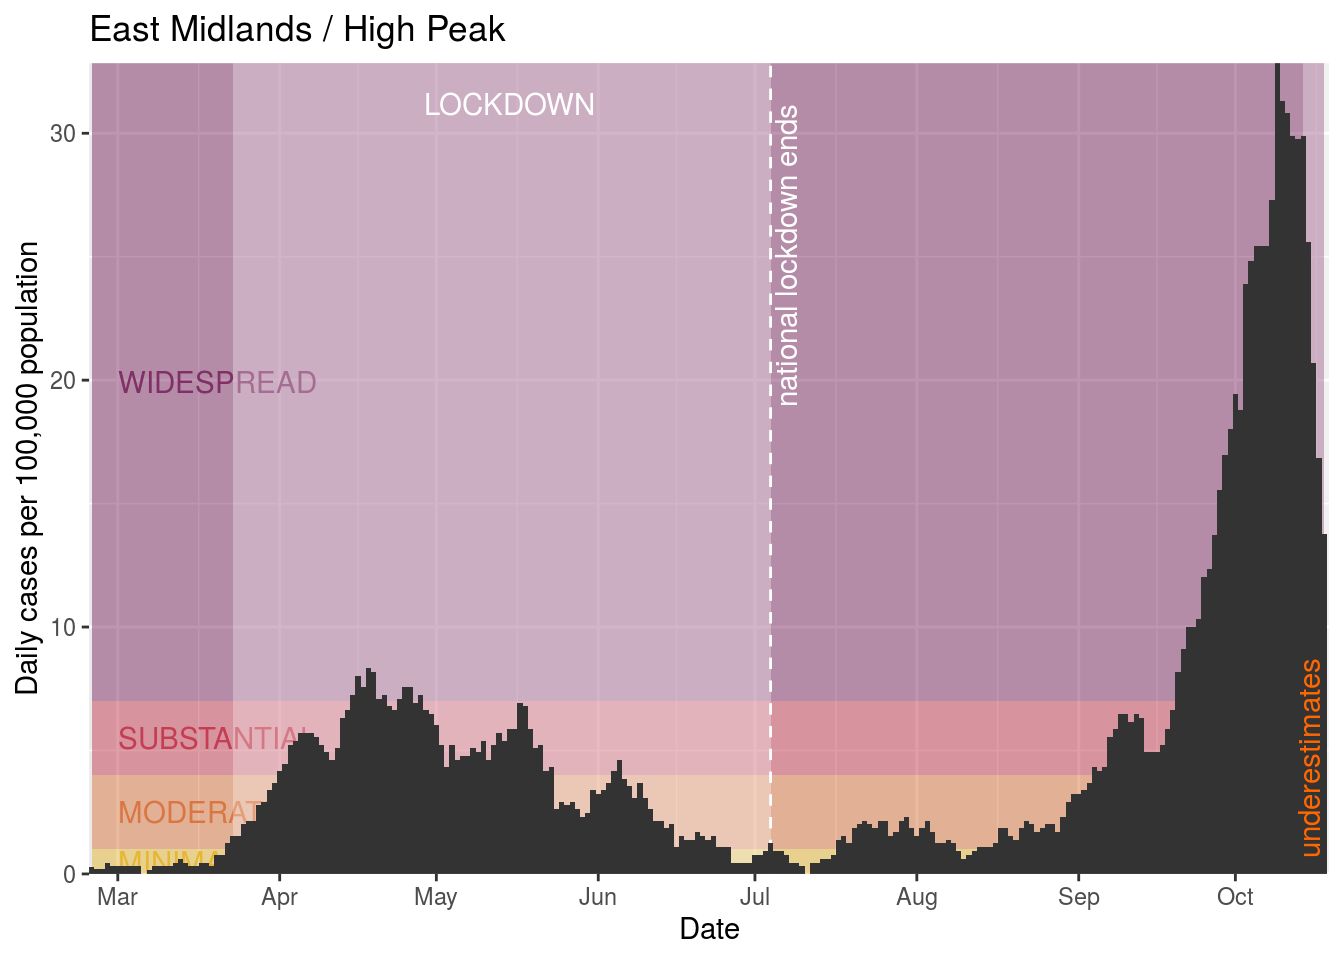 East Midlands / High Peak
LOCKDOWN
national lockdown ends
WIDESPREAD
SUBSTANTIAL
MODERAT
MINIMA
underestimates
Daily cases per 100,000 population
30
20
10
0
Mar Apr May Jun Jul Aug Sep Oct
Date